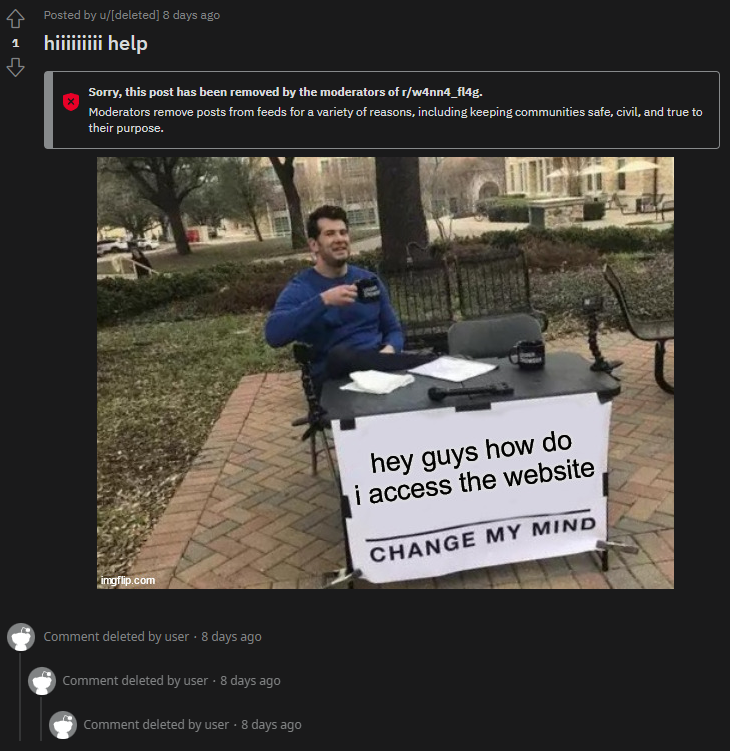 Posted by u/[deleted] 8 days ago
1
hiiiiiiiii help
Sorry, this post has been removed by the moderators of r/w4nn4_fl4g.
Moderators remove posts from feeds for a variety of reasons, including keeping communities safe, civil, and true to
their purpose.
hey guys how do
i access the website
CHANGE MY MIND
imgflip.com
Comment deleted by user · 8 days ago
Comment deleted by user · 8 days ago
Comment deleted by user · 8 days ago